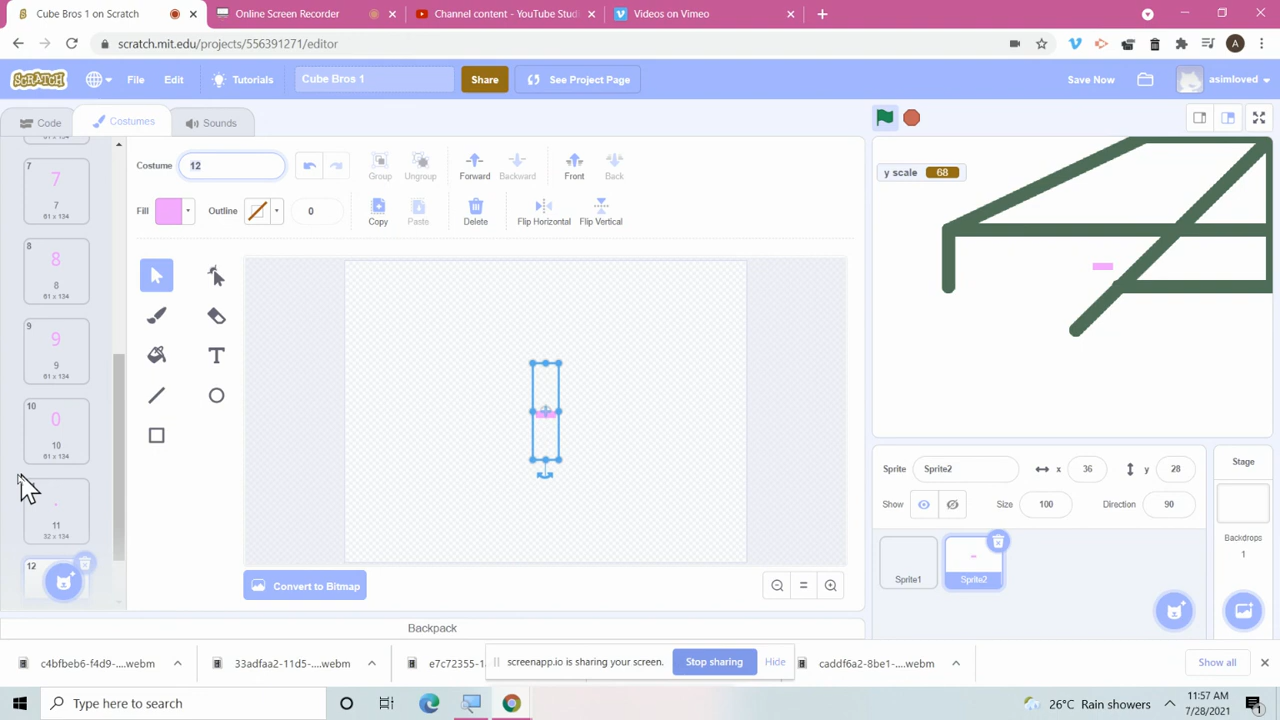 Cube Bros 1 on Scratch
Online Screen Recorder
Channel content - YouTube Stud
Videos on Vimeo
scratch.mit.edu/projects/556391271/editor
A
SCRATCH
File
Edit
Tutorials
Cube Bros 1
Share
See Project Page
Save Now
asimloved
Code
Costumes
Sounds
Costume
12
Group
Ungroup
Forward
Backward
Front
Back
Fill
Outline
0
Copy
Paste
Delete
Flip Horizontal
Flip Vertical
7
7
7
61 x 134
8
8
8
61 x 134
9
9
9
61 x 134
10
0
10
61 x 134
.
11
32 x 134
12
T
Convert to Bitmap
y scale 68
Sprite
Sprite2
x
36
y
28
Show
Size
100
Direction
90
Sprite1
Sprite2
Stage
Backdrops
1
Backpack
c4bfbeb6-f4d9-....webm
33adfaa2-11d5-....webm
e7c72355-1
screenapp.io is sharing your screen.
Stop sharing
Hide
caddf6a2-8be1-....webm
Show all
Type here to search
26°C Rain showers
11:57 AM
7/28/2021
1